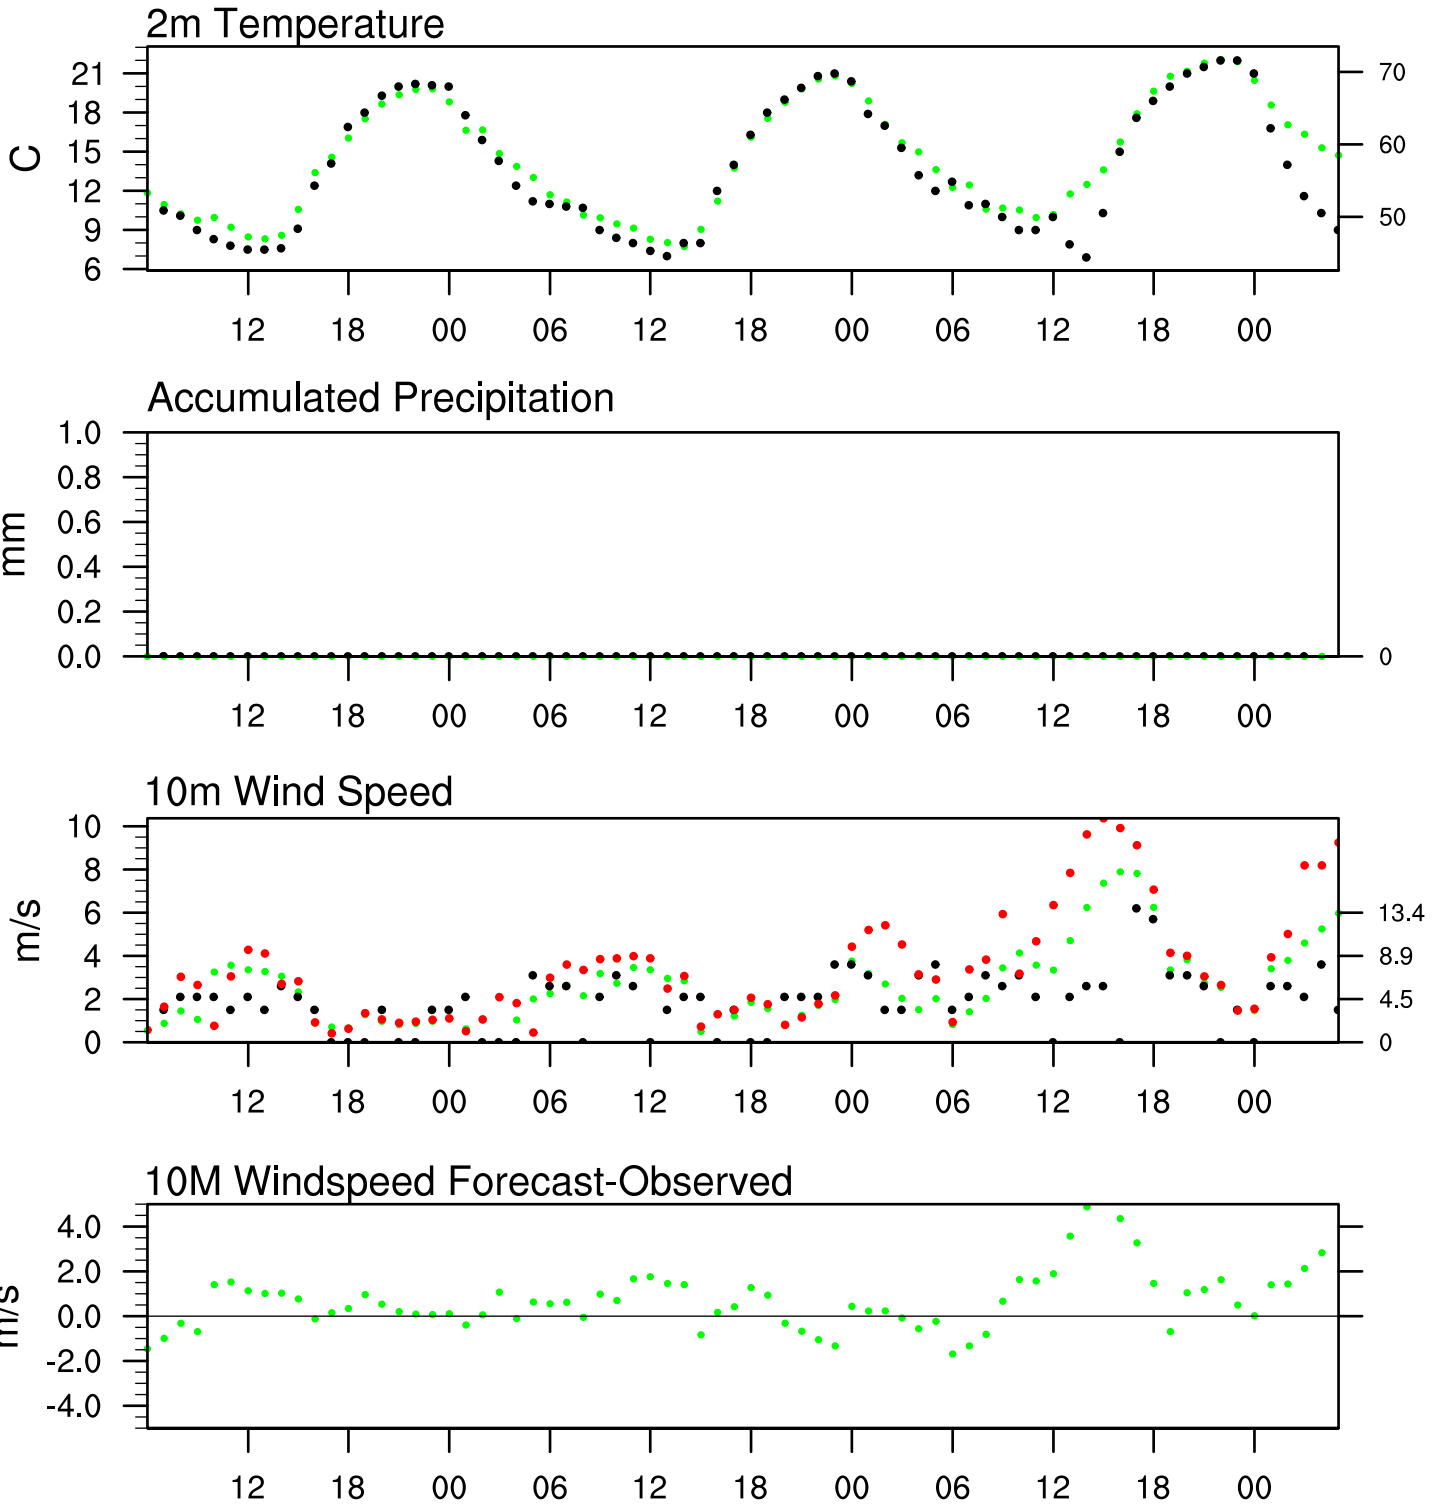 2m Temperature
21
18
15
12
9
6
C
70
60
50
12 18 00 06 12 18 00 06 12 18 00
Accumulated Precipitation
1.0
0.8
0.6
0.4
0.2
0.0
mm
0
12 18 00 06 12 18 00 06 12 18 00
10m Wind Speed
10
8
6
4
2
0
m/s
13.4
8.9
4.5
0
12 18 00 06 12 18 00 06 12 18 00
10M Windspeed Forecast-Observed
4.0
2.0
0.0
-2.0
-4.0
m/s
12 18 00 06 12 18 00 06 12 18 00